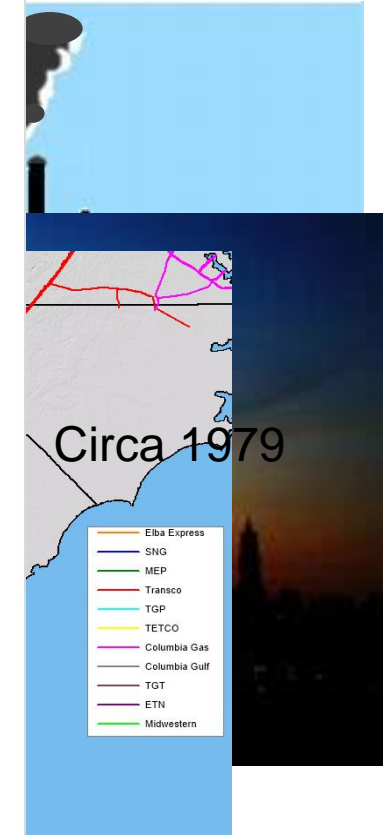 Circa 1979
Elba Express
SNG
MEP
Transco
TGP
TETCO
Columbia Gas
Columbia Gulf
TGT
ETN
Midwestern